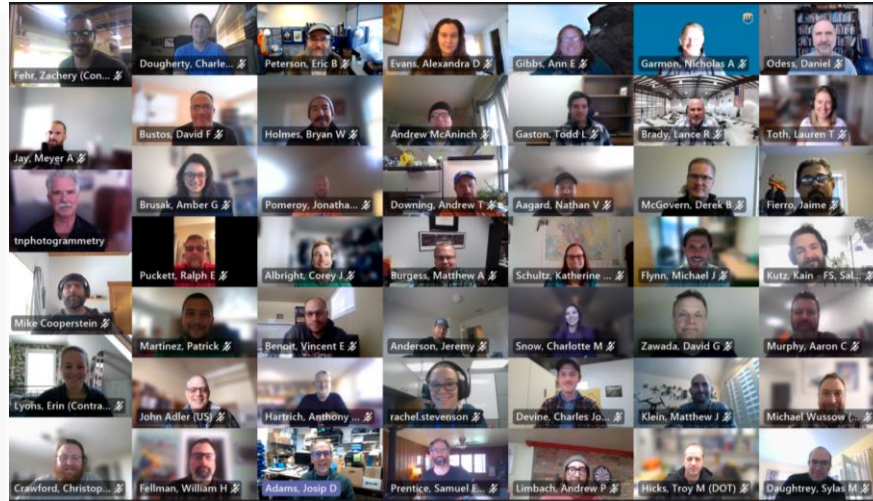 Fehr, Zachery (Con...
Dougherty, Charle...
Peterson, Eric B
Evans, Alexandra D
Gibbs, Ann E
Garmon, Nicholas A
Odess, Daniel
Jay, Meyer A
Bustos, David F
Holmes, Bryan W
Andrew McAninch
Gaston, Todd L
Brady, Lance R
Toth, Lauren T
tnphotogrammetry
Brusak, Amber G
Pomeroy, Jonatha...
Downing, Andrew T
Aagard, Nathan V
McGovern, Derek B
Fierro, Jaime
Mike Cooperstein
Puckett, Ralph E
Albright, Corey J
Burgess, Matthew A
Schultz, Katherine ...
Flynn, Michael J
Kutz, Kain - FS, Sal...
Martinez, Patrick
Benoit, Vincent E
Anderson, Jeremy
Snow, Charlotte M
Zawada, David G
Murphy, Aaron C
Lyons, Erin (Contra...
John Adler (US)
Hartrich, Anthony ...
rachel.stevenson
Devine, Charles Jo...
Klein, Matthew J
Michael Wussow (...
Crawford, Christop...
Fellman, William H
Adams, Josip D
Prentice, Samuel E...
Limbach, Andrew P
Hicks, Troy M (DOT)
Daughtrey, Sylas M